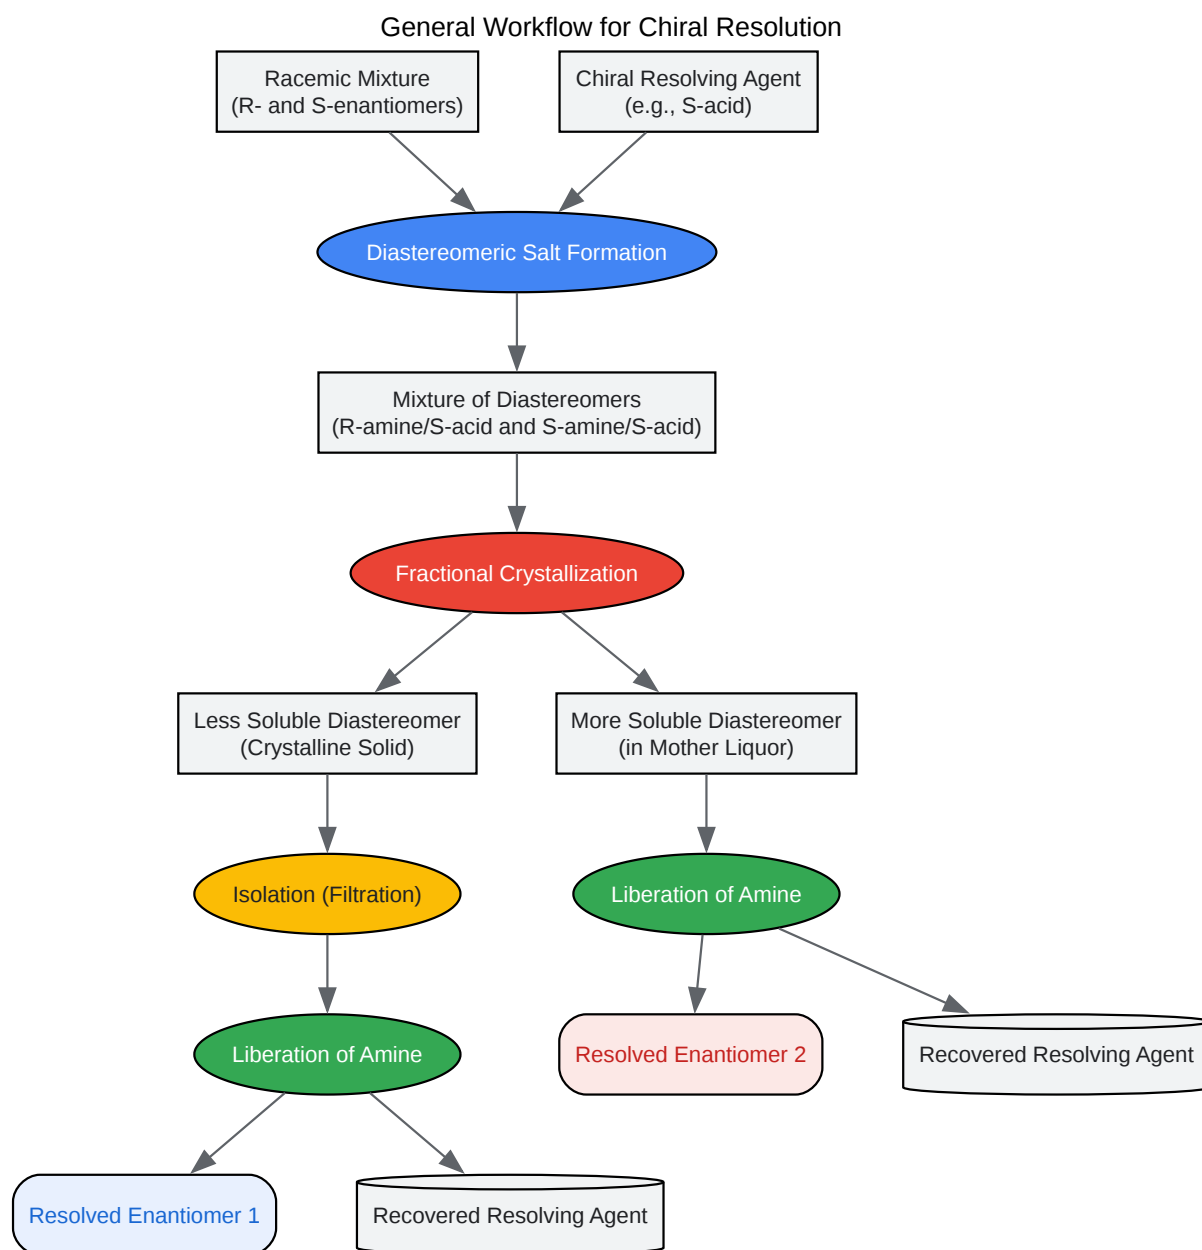 General Workflow for Chiral Resolution
Racemic Mixture
(R- and S-enantiomers)
Chiral Resolving Agent
(e.g., S-acid)
Diastereomeric Salt Formation
Mixture of Diastereomers
(R-amine/S-acid and S-amine/S-acid)
Fractional Crystallization
Less Soluble Diastereomer
(Crystalline Solid)
More Soluble Diastereomer
(in Mother Liquor)
Isolation (Filtration)
Liberation of Amine
Liberation of Amine
Resolved Enantiomer 2
Recovered Resolving Agent
Resolved Enantiomer 1
Recovered Resolving Agent